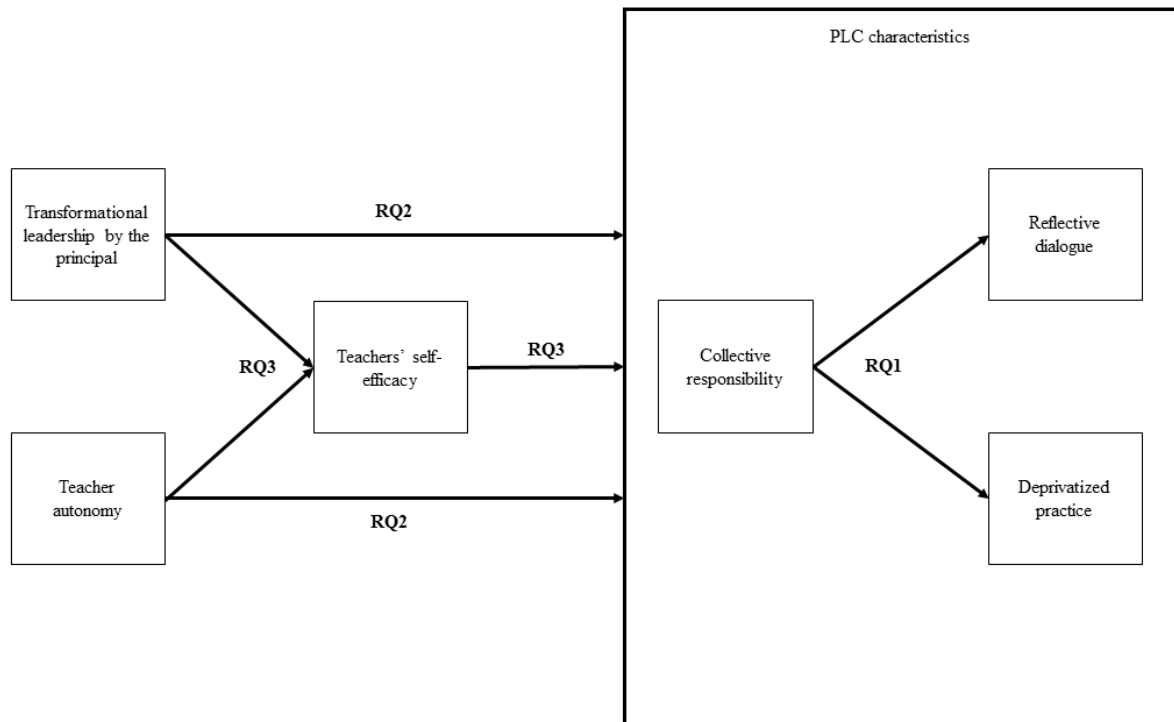 PLC characteristics
Transformational
leadership by the
principal
RQ2
Reflective
dialogue
RQ3
Teachers’ self-
efficacy
RQ3
Collective
responsibility
RQ1
Teacher
autonomy
RQ2
Deprivatized
practice